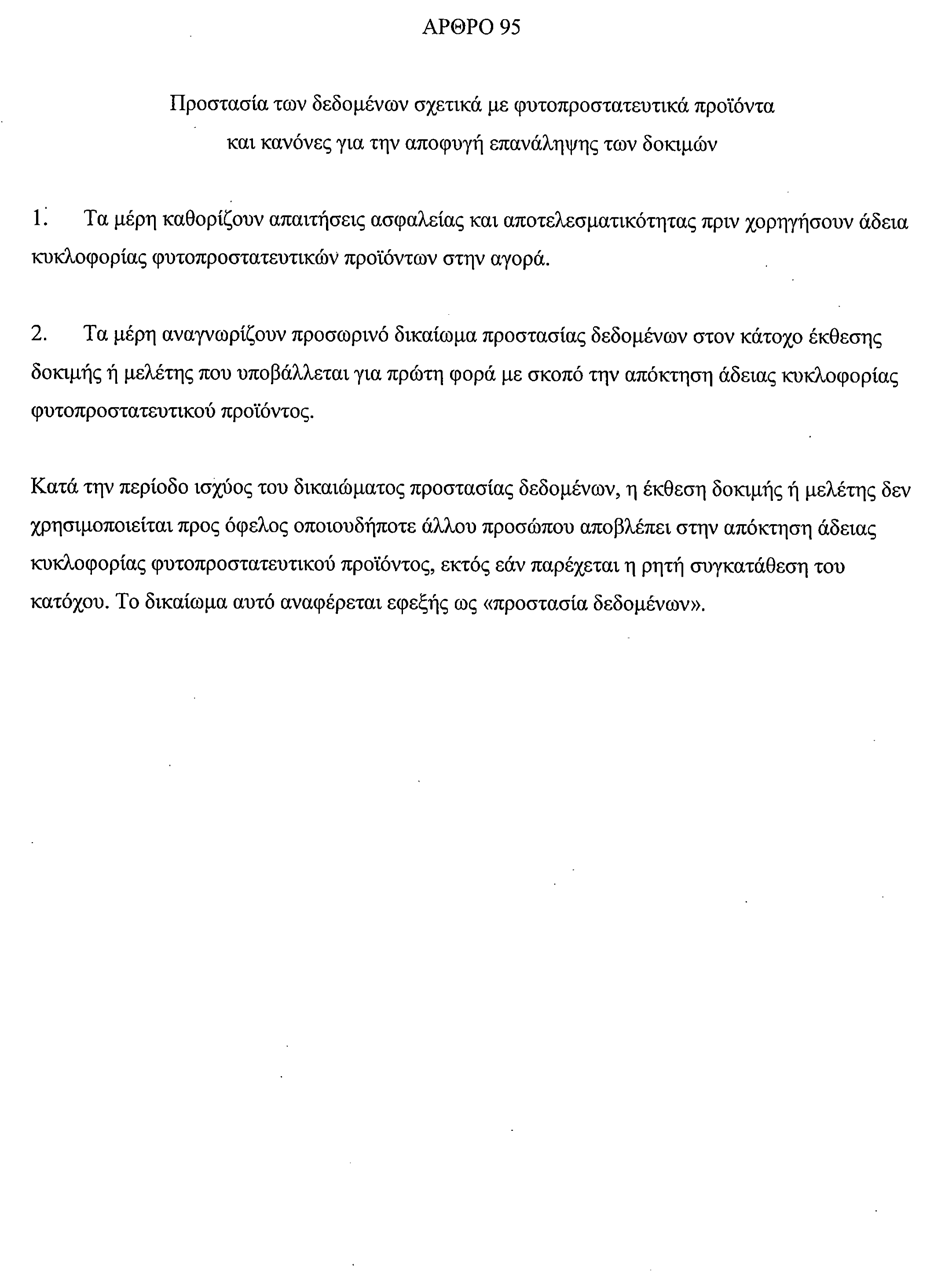 ΑΡΘΡΟ 95
Προστασία των δεδομένων σχετικά με φυτοπροστατευτικά προϊόντα
και κανόνες για την αποφυγή επανάληψης των δοκιμών
1. Τα μέρη καθορίζουν απαιτήσεις ασφαλείας και αποτελεσματικότητας πριν χορηγήσουν άδεια
κυκλοφορίας φυτοπροστατευτικών προϊόντων στην αγορά.
2. Τα μέρη αναγνωρίζουν προσωρινό δικαίωμα προστασίας δεδομένων στον κάτοχο έκθεσης
δοκιμής ή μελέτης που υποβάλλεται για πρώτη φορά με σκοπό την απόκτηση άδειας κυκλοφορίας
φυτοπροστατευτικού προϊόντος.
Κατά την περίοδο ισχύος του δικαιώματος προστασίας δεδομένων, η έκθεση δοκιμής ή μελέτης δεν
χρησιμοποιείται προς όφελος οποιουδήποτε άλλου προσώπου αποβλέπει στην απόκτηση άδειας
κυκλοφορίας φυτοπροστατευτικού προϊόντος, εκτός εάν παρέχεται η ρητή συγκατάθεση του
κατόχου. Το δικαίωμα αυτό αναφέρεται εφεξής ως «προστασία δεδομένων».